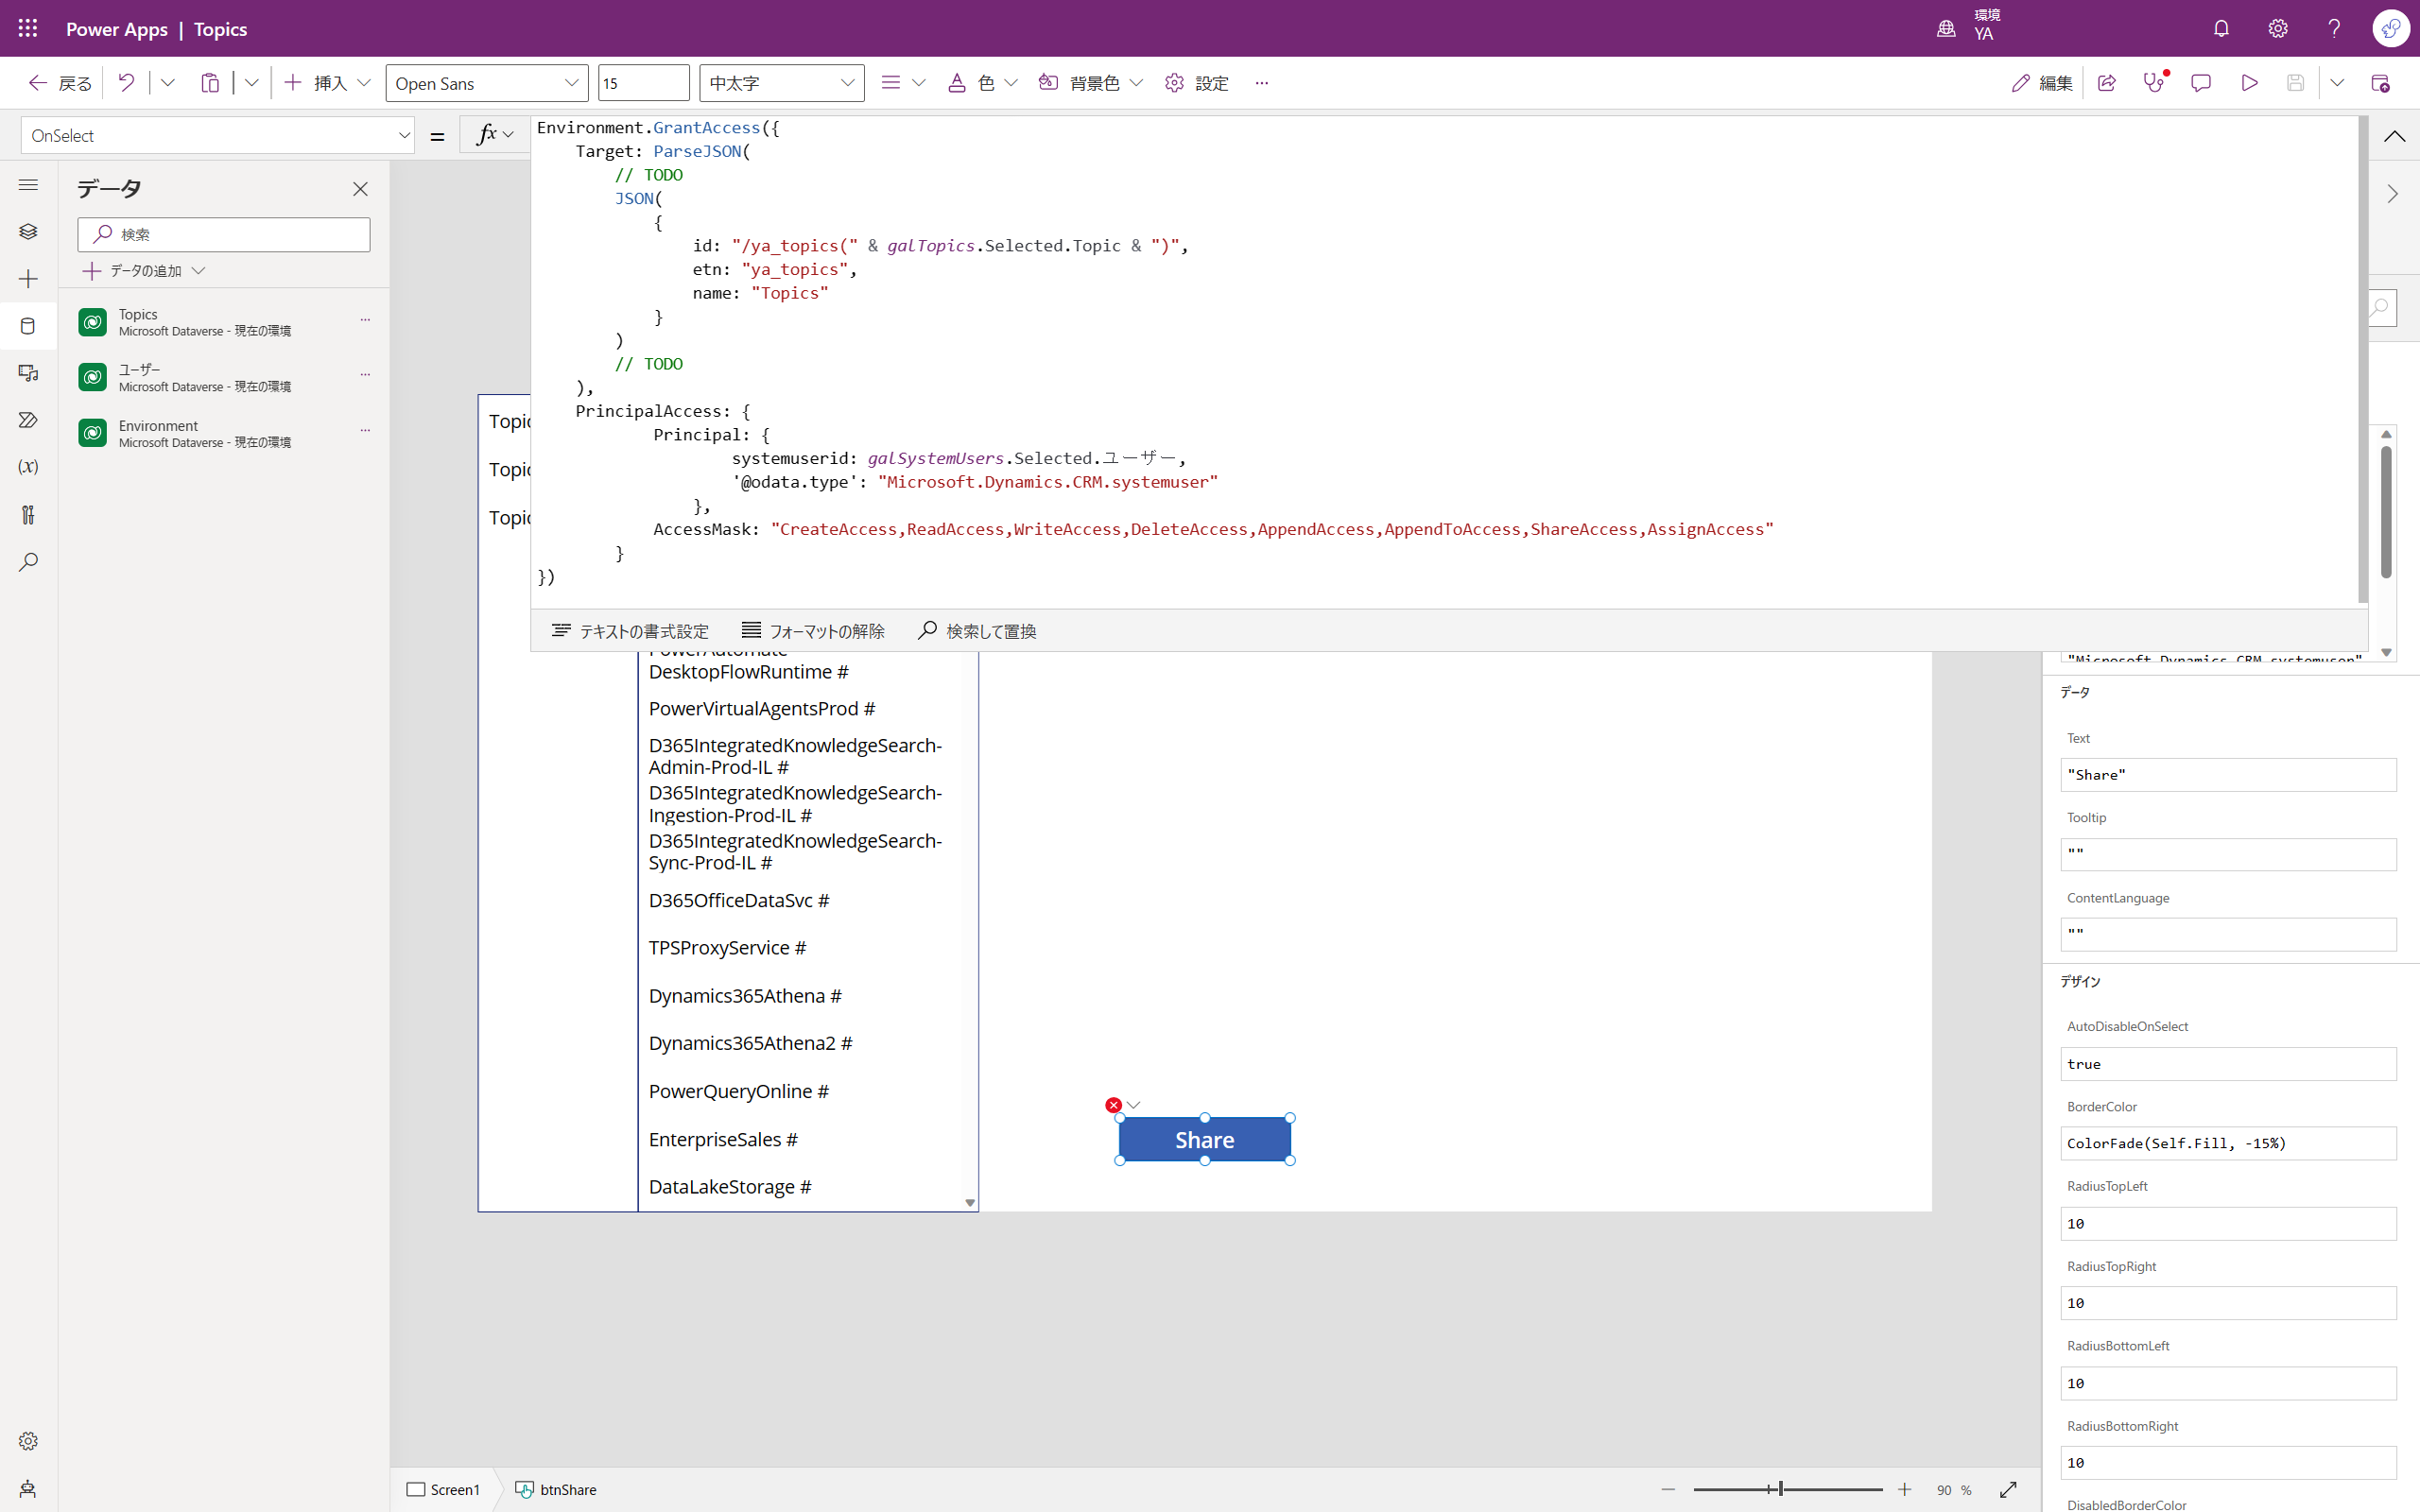 Power Apps | Topics
環境
YA
戻る
挿入
Open Sans
15
中太字
色
背景色
設定
編集
OnSelect
=
fx
Environment.GrantAccess({
Target: ParseJSON(
// TODO
JSON(
{
id: "/ya_topics(" & galTopics.Selected.Topic & ")",
etn: "ya_topics",
name: "Topics"
}
)
// TODO
),
PrincipalAccess: {
Principal: {
systemuserid: galSystemUsers.Selected.ユーザー,
'@odata.type': "Microsoft.Dynamics.CRM.systemuser"
},
AccessMask: "CreateAccess,ReadAccess,WriteAccess,DeleteAccess,AppendAccess,AppendToAccess,ShareAccess,AssignAccess"
}
})
テキストの書式設定
フォーマットの解除
検索して置換
データ
検索
データの追加
Topics
Microsoft Dataverse - 現在の環境
ユーザー
Microsoft Dataverse - 現在の環境
Environment
Microsoft Dataverse - 現在の環境
(x)
Topic
Topic
Topic
PowerAutomate-
DesktopFlowRuntime #
PowerVirtualAgentsProd #
D365IntegratedKnowledgeSearch-
Admin-Prod-IL #
D365IntegratedKnowledgeSearch-
Ingestion-Prod-IL #
D365IntegratedKnowledgeSearch-
Sync-Prod-IL #
D365OfficeDataSvc #
TPSProxyService #
Dynamics365Athena #
Dynamics365Athena2 #
PowerQueryOnline #
EnterpriseSales #
DataLakeStorage #
Share
"Microsoft.Dynamics.CRM.systemuser"
データ
Text
"Share"
Tooltip
""
ContentLanguage
""
デザイン
AutoDisableOnSelect
true
BorderColor
ColorFade(Self.Fill, -15%)
RadiusTopLeft
10
RadiusTopRight
10
RadiusBottomLeft
10
RadiusBottomRight
10
DisabledBorderColor
Screen1
btnShare
90 %